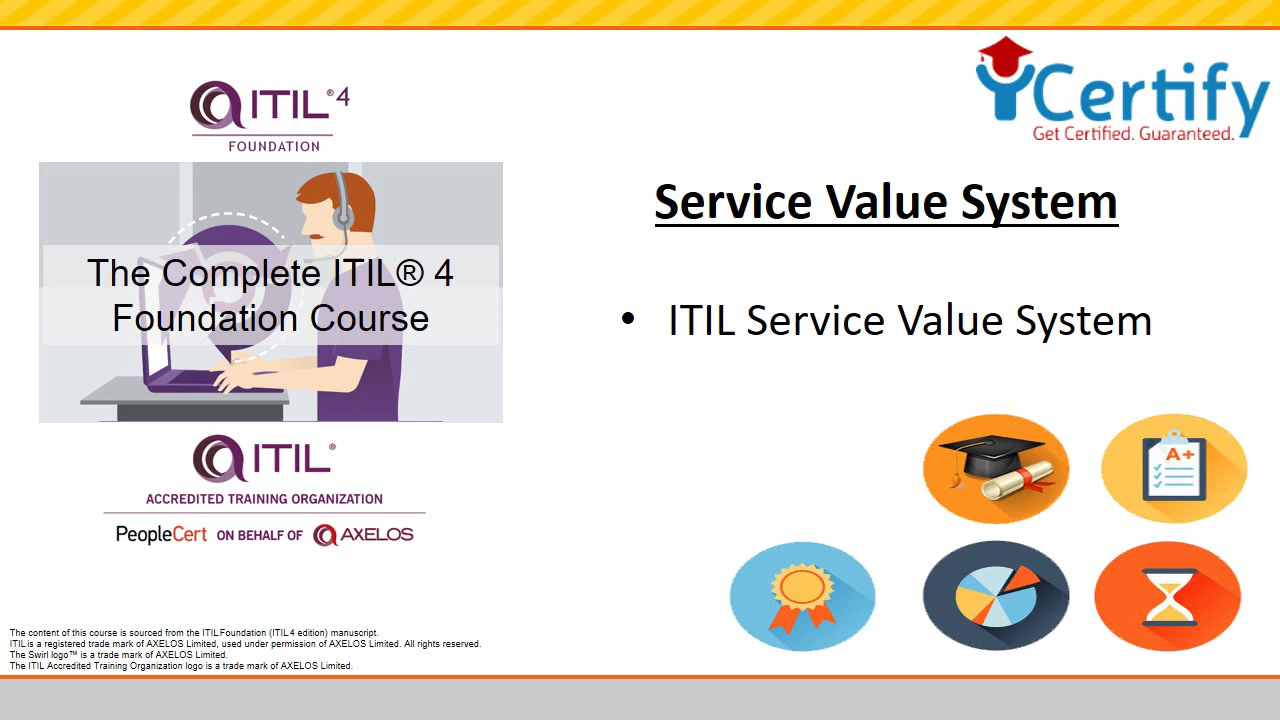 ITIL®4
FOUNDATION
The Complete ITIL® 4
Foundation Course
ITIL®
ACCREDITED TRAINING ORGANIZATION
PeopleCert ON BEHALF OF AXELOS
YCertify
Get Certified. Guaranteed.
Service Value System
• ITIL Service Value System
A+
The content of this course is sourced from the ITIL Foundation (ITIL 4 edition) manuscript.
ITIL is a registered trade mark of AXELOS Limited, used under permission of AXELOS Limited. All rights reserved.
The Swirl logo™ is a trade mark of AXELOS Limited.
The ITIL Accredited Training Organization logo is a trade mark of AXELOS Limited.